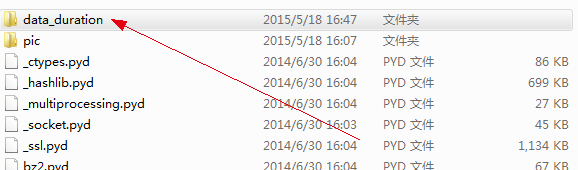 data_duration 2015/5/18 16:47 文件夹
pic 2015/5/18 16:07 文件夹
_ctypes.pyd 2014/6/30 16:04 PYD 文件 86 KB
_hashlib.pyd 2014/6/30 16:04 PYD 文件 699 KB
_multiprocessing.pyd 2014/6/30 16:04 PYD 文件 27 KB
_socket.pyd 2014/6/30 16:03 PYD 文件 45 KB
_ssl.pyd 2014/6/30 16:04 PYD 文件 1,134 KB
bz2.pyd 2014/6/30 16:04 PYD 文件 67 KB